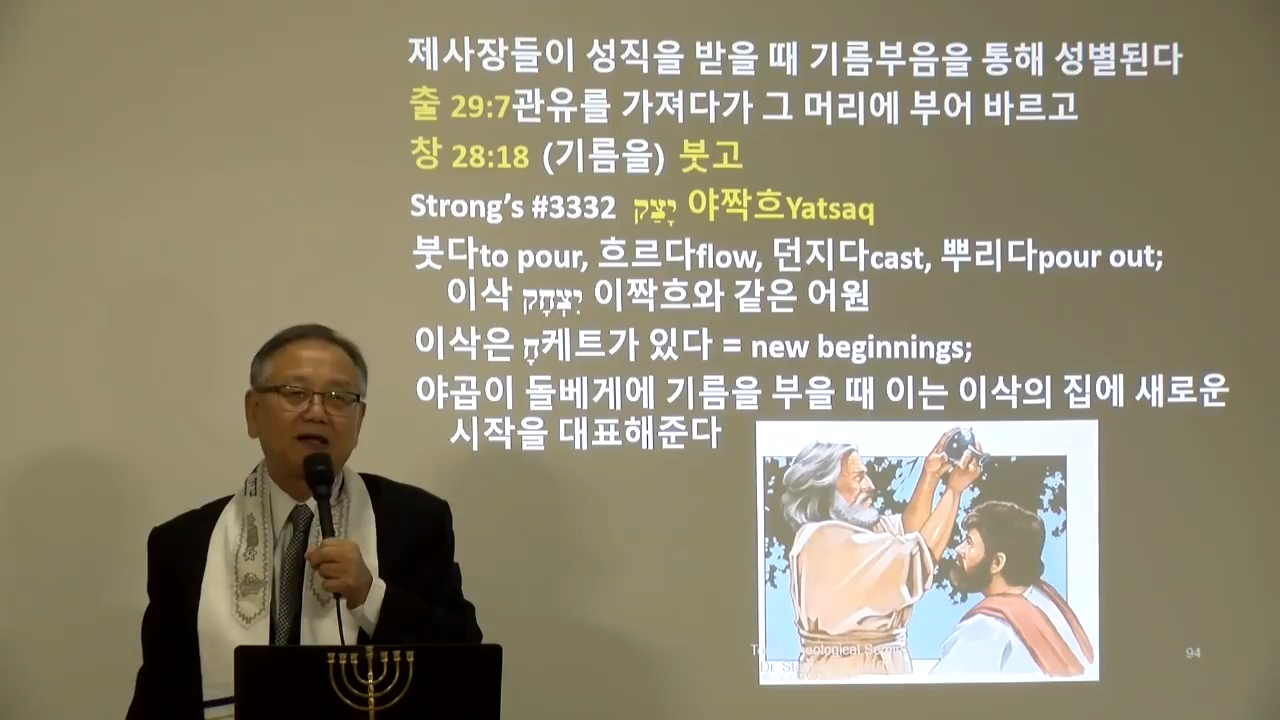 제사장들이 성직을 받을 때 기름부음을 통해 성별된다
출 29:7관유를 가져다가 그 머리에 부어 바르고
창 28:18 (기름을) 붓고
Strong's #3332 יָצַק 야짝흐Yatsaq
붓다to pour, 흐르다flow, 던지다cast, 뿌리다pour out;
이삭 יִצְחָק 이짝흐와 같은 어원
이삭은 חָ케트가 있다 = new beginnings;
야곱이 돌베게에 기름을 부을 때 이는 이삭의 집에 새로운
시작을 대표해준다
94